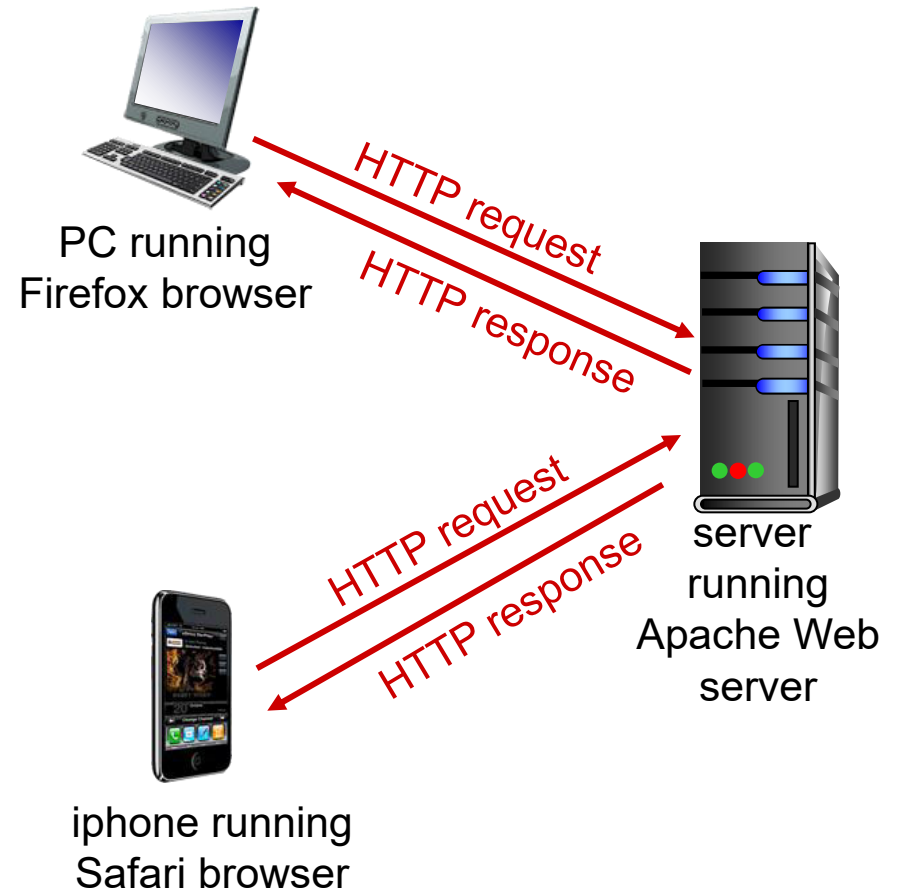 HTTP request
HTTP response
PC running
Firefox browser
HTTP request
HTTP response
server
running
Apache Web
server
iphone running
Safari browser